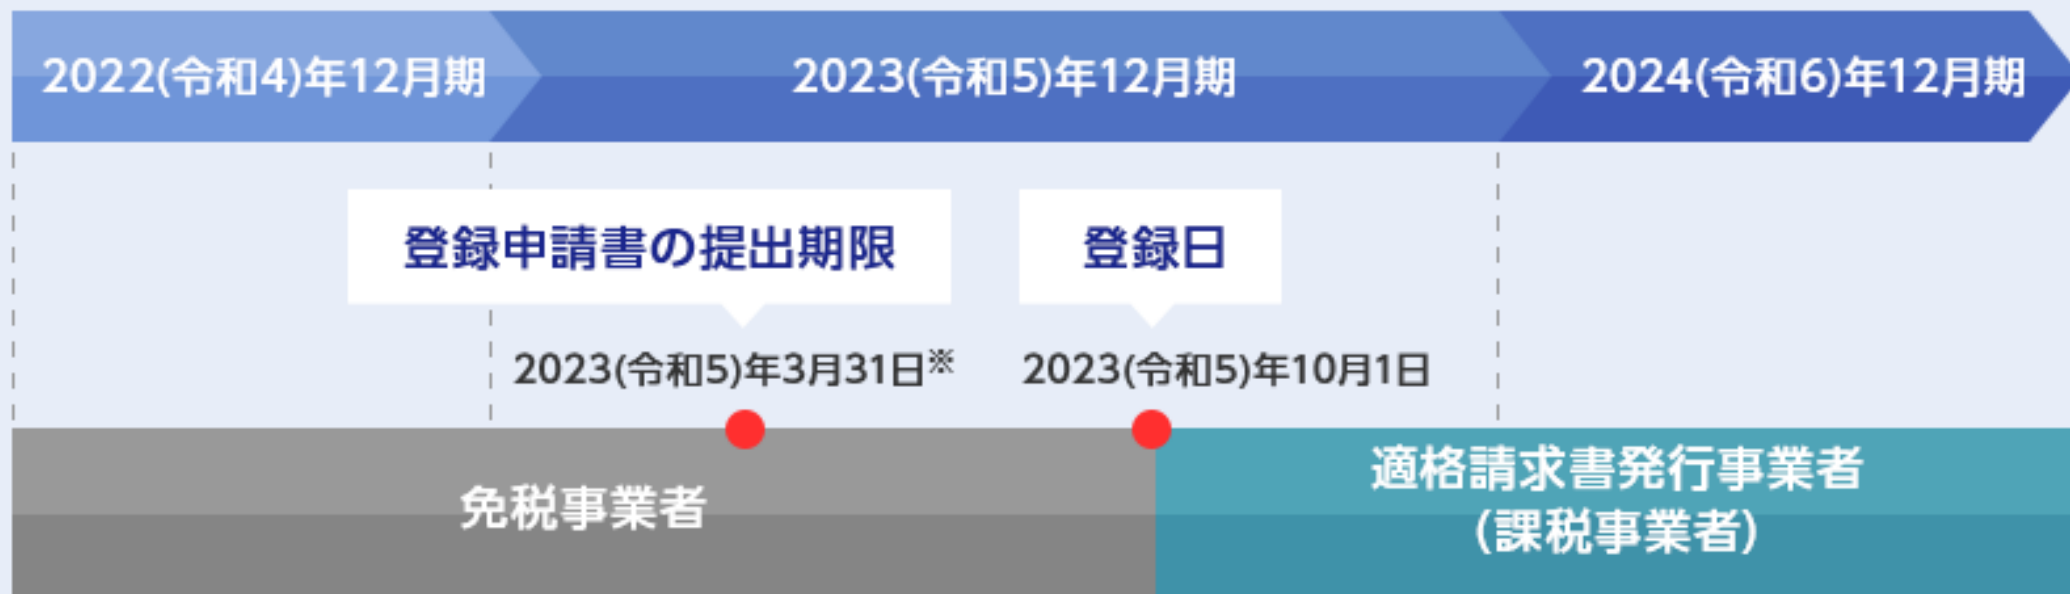 2022(令和4)年12月期
2023(令和5)年12月期
2024(令和6)年12月期
登録申請書の提出期限
登録日
2023(令和5)年3月31日※
2023(令和5)年10月1日
免税事業者
適格請求書発行事業者
(課税事業者)